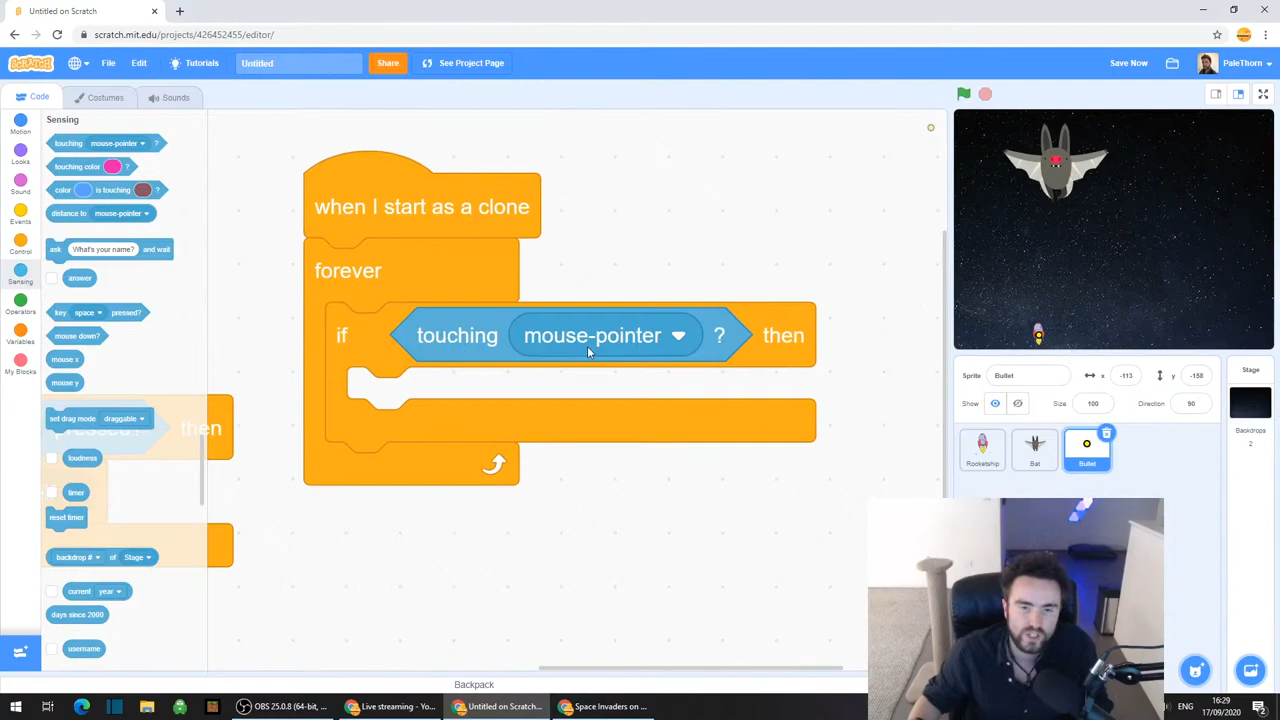 Untitled on Scratch
scratch.mit.edu/projects/426452455/editor/
SCRATCH
File
Edit
Tutorials
Untitled
Share
See Project Page
Save Now
PaleThorn
Code
Costumes
Sounds
Motion
Looks
Sound
Events
Control
Sensing
Operators
Variables
My Blocks
Sensing
touching mouse-pointer ?
touching color ?
color is touching ?
distance to mouse-pointer
ask What's your name? and wait
answer
key space pressed?
mouse down?
mouse x
mouse y
set drag mode draggable
pressed? then
loudness
timer
reset timer
backdrop # of Stage
current year
days since 2000
username
when I start as a clone
forever
if touching mouse-pointer ? then
Sprite Bullet x -113 y -158
Show Size 100 Direction 90
Rocketship
Bat
Bullet
Stage
Backdrops
2
Backpack
OBS 25.0.8 (64-bit, ...
Live streaming - Yo...
Untitled on Scratch...
Space Invaders on ...
16:29
17/09/2020